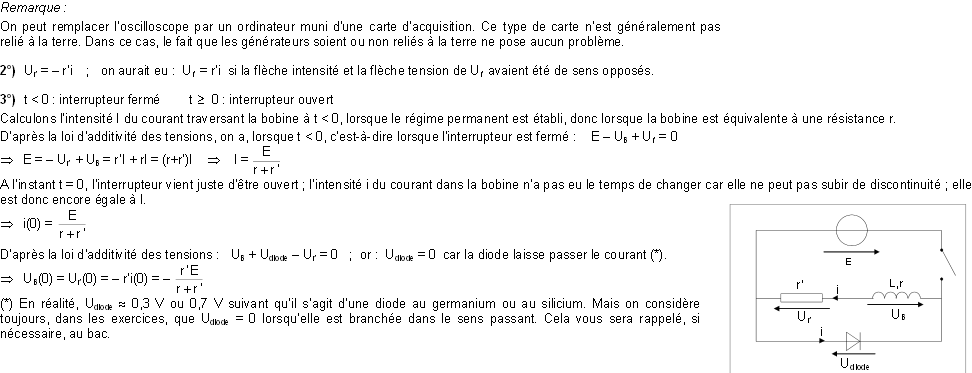 Remarque :
On peut remplacer l'oscilloscope par un ordinateur muni d'une carte d'acquisition. Ce type de carte n'est généralement pas
relié à la terre. Dans ce cas, le fait que les générateurs soient ou non reliés à la terre ne pose aucun problème.
2°) Ur = – r'i ; on aurait eu : Ur = r'i si la flèche intensité et la flèche tension de Ur avaient été de sens opposés.
3°) t < 0 : interrupteur fermé t ≥ 0 : interrupteur ouvert
Calculons l'intensité I du courant traversant la bobine à t < 0, lorsque le régime permanent est établi, donc lorsque la bobine est équivalente à une résistance r.
D'après la loi d'additivité des tensions, on a, lorsque t < 0, c'est-à-dire lorsque l'interrupteur est fermé : E – UB + Ur = 0
⇒ E = – Ur + UB = r'I + rI = (r+r')I ⇒ I = E / r + r'
A l'instant t = 0, l'interrupteur vient juste d'être ouvert ; l'intensité i du courant dans la bobine n'a pas eu le temps de changer car elle ne peut pas subir de discontinuité ; elle
est donc encore égale à I.
⇒ i(0) = E / r + r'
D'après la loi d'additivité des tensions : UB + Udiode – Ur = 0 ; or : Udiode = 0 car la diode laisse passer le courant (*).
⇒ UB(0) = Ur(0) = – r'i(0) = – r'E / r + r'
(*) En réalité, Udiode ≈ 0,3 V ou 0,7 V suivant qu'il s'agit d'une diode au germanium ou au silicium. Mais on considère
toujours, dans les exercices, que Udiode = 0 lorsqu'elle est branchée dans le sens passant. Cela vous sera rappelé, si
nécessaire, au bac.
E
r' i L,r
Ur UB
i
Udiode